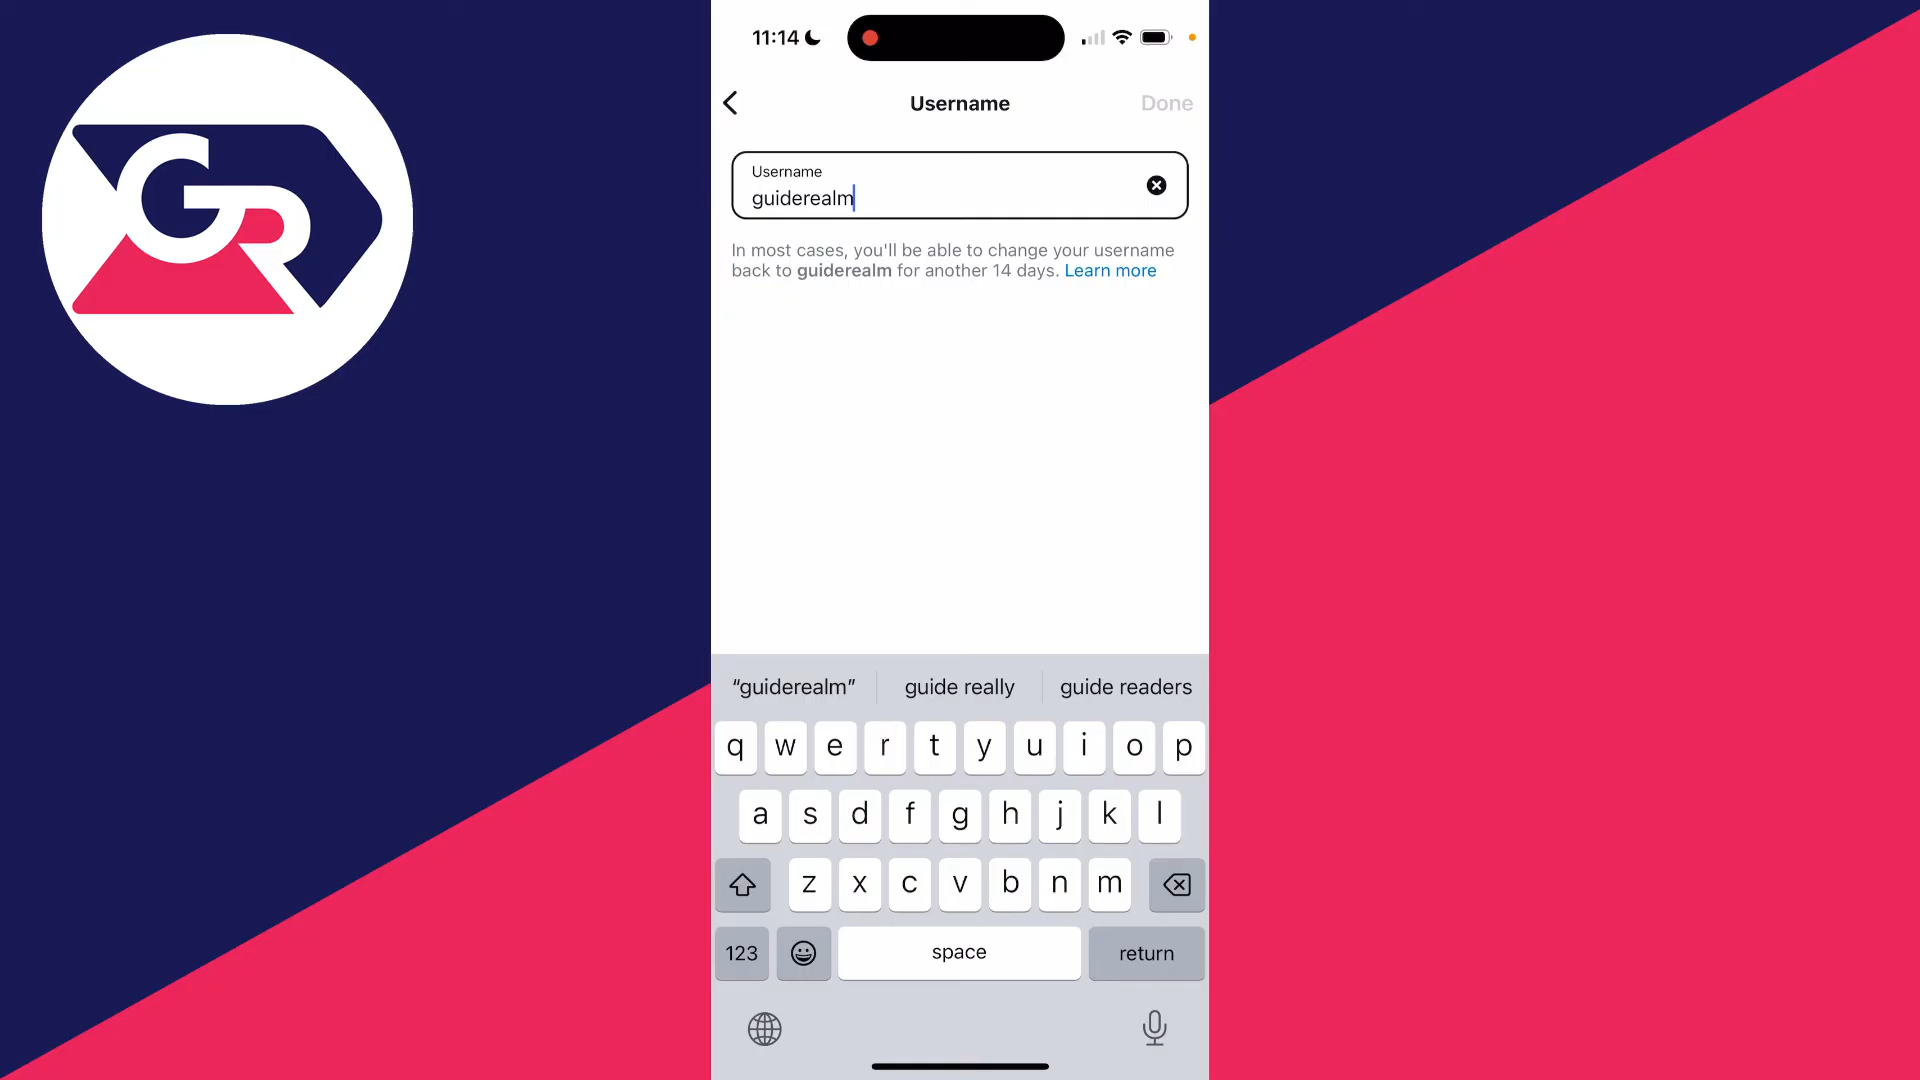 GR
11:14
Username
Done
Username
guiderealm
In most cases, you'll be able to change your username
back to guiderealm for another 14 days. Learn more
“guiderealm” guide really guide readers
q w e r t y u i o p
a s d f g h j k l
z x c v b n m
123 space return